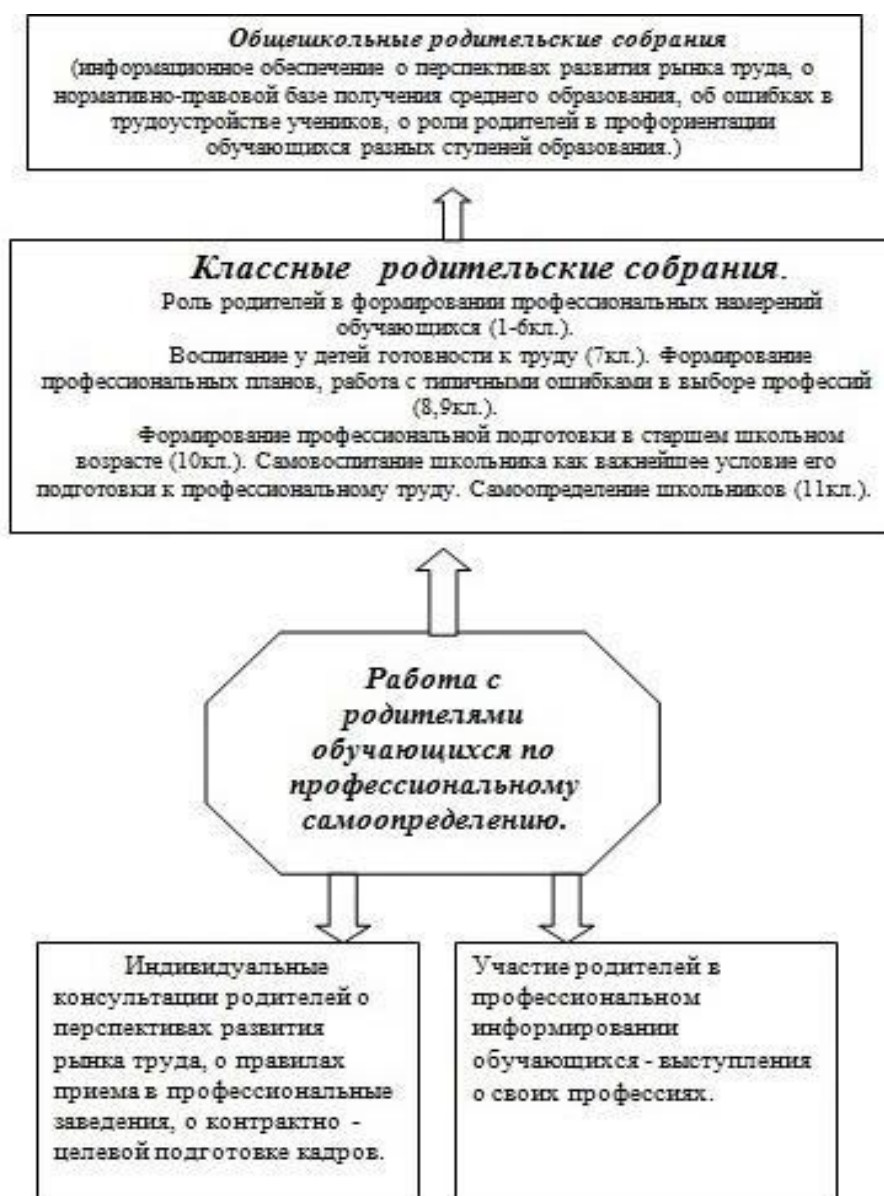 Общешкольные родительские собрания
(информационное обеспечение о перспективах развития рынка труда, о
нормативно-правовой базе получения среднего образования, об ошибках в
трудоустройстве учеников, о роли родителей в профориентации
обучающихся разных ступеней образования.)
Классные родительские собрания.
Роль родителей в формировании профессиональных намерений
обучающихся (1-6кл.).
Воспитание у детей готовности к труду (7кл.). Формирование
профессиональных планов, работа с типичными ошибками в выборе профессий
(8,9кл.).
Формирование профессиональной подготовки в старшем школьном
возрасте (10кл.). Самовоспитание школьника как важнейшее условие его
подготовки к профессиональному труду. Самоопределение школьников (11кл.).
Работа с
родителями
обучающихся по
профессиональному
самоопределению.
Индивидуальные
консультации родителей о
перспективах развития
рынка труда, о правилах
приема в профессиональные
заведения, о контрактно -
целевой подготовке кадров.
Участие родителей в
профессиональном
информировании
обучающихся - выступления
о своих профессиях.